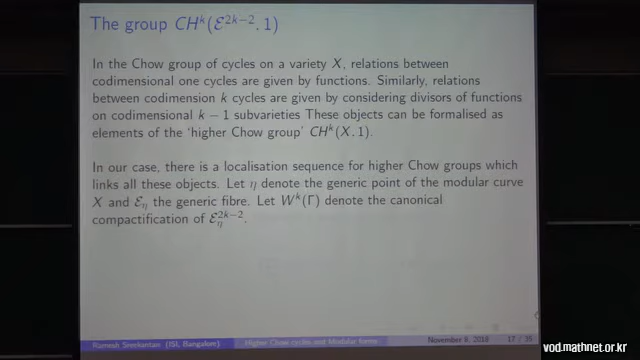 The group CH^k(ℰ^{2k−2}, 1)
In the Chow group of cycles on a variety X, relations between
codimensional one cycles are given by functions. Similarly, relations
between codimension k cycles are given by considering divisors of functions
on codimensional k − 1 subvarieties These objects can be formalised as
elements of the ‘higher Chow group’ CH^k(X, 1).
In our case, there is a localisation sequence for higher Chow groups which
links all these objects. Let η denote the generic point of the modular curve
X and ℰ_η the generic fibre. Let W^k(Γ) denote the canonical
compactification of ℰ_η^{2k−2}.
Ramesh Sreekantan (ISI, Bangalore) Higher Chow cycles and Modular forms November 8, 2018 17 /
vod.mathnet.or.kr